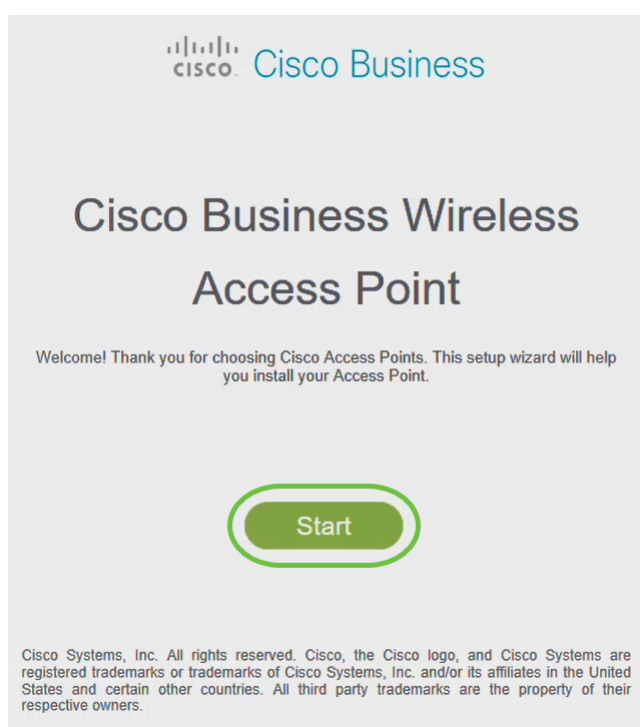 CISCO Cisco Business
Cisco Business Wireless
Access Point
Welcome! Thank you for choosing Cisco Access Points. This setup wizard will help
you install your Access Point.
Start
Cisco Systems, Inc. All rights reserved. Cisco, the Cisco logo, and Cisco Systems are
registered trademarks or trademarks of Cisco Systems, Inc. and/or its affiliates in the United
States and certain other countries. All third party trademarks are the property of their
respective owners.